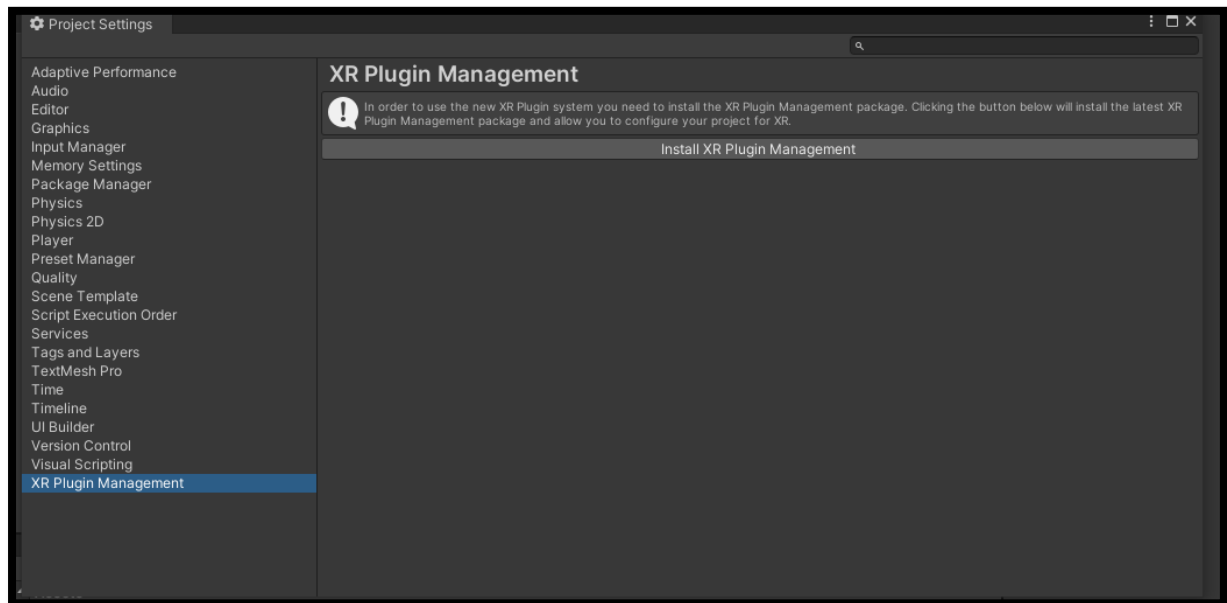 Project Settings
Adaptive Performance
Audio
Editor
Graphics
Input Manager
Memory Settings
Package Manager
Physics
Physics 2D
Player
Preset Manager
Quality
Scene Template
Script Execution Order
Services
Tags and Layers
TextMesh Pro
Time
Timeline
UI Builder
Version Control
Visual Scripting
XR Plugin Management
XR Plugin Management
In order to use the new XR Plugin system you need to install the XR Plugin Management package. Clicking the button below will install the latest XR
Plugin Management package and allow you to configure your project for XR.
Install XR Plugin Management